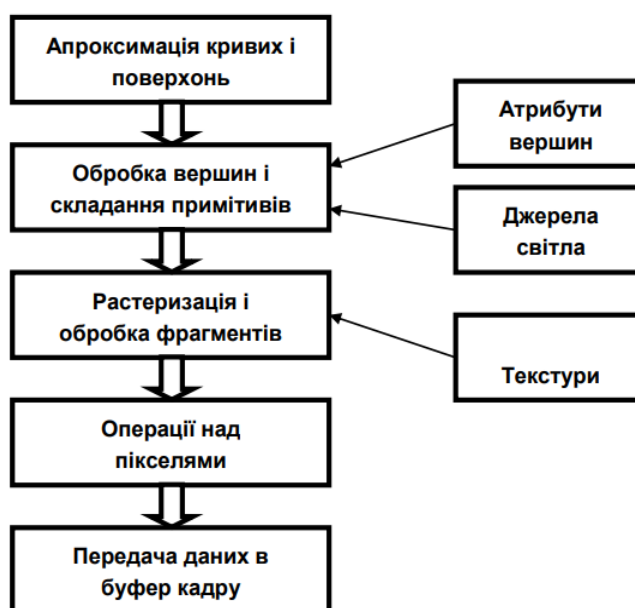 Апроксимація кривих і
поверхонь
Атрибути
вершин
Обробка вершин і
складання примітивів
Джерела
світла
Растеризація і
обробка фрагментів
Текстури
Операції над
пікселями
Передача даних в
буфер кадру